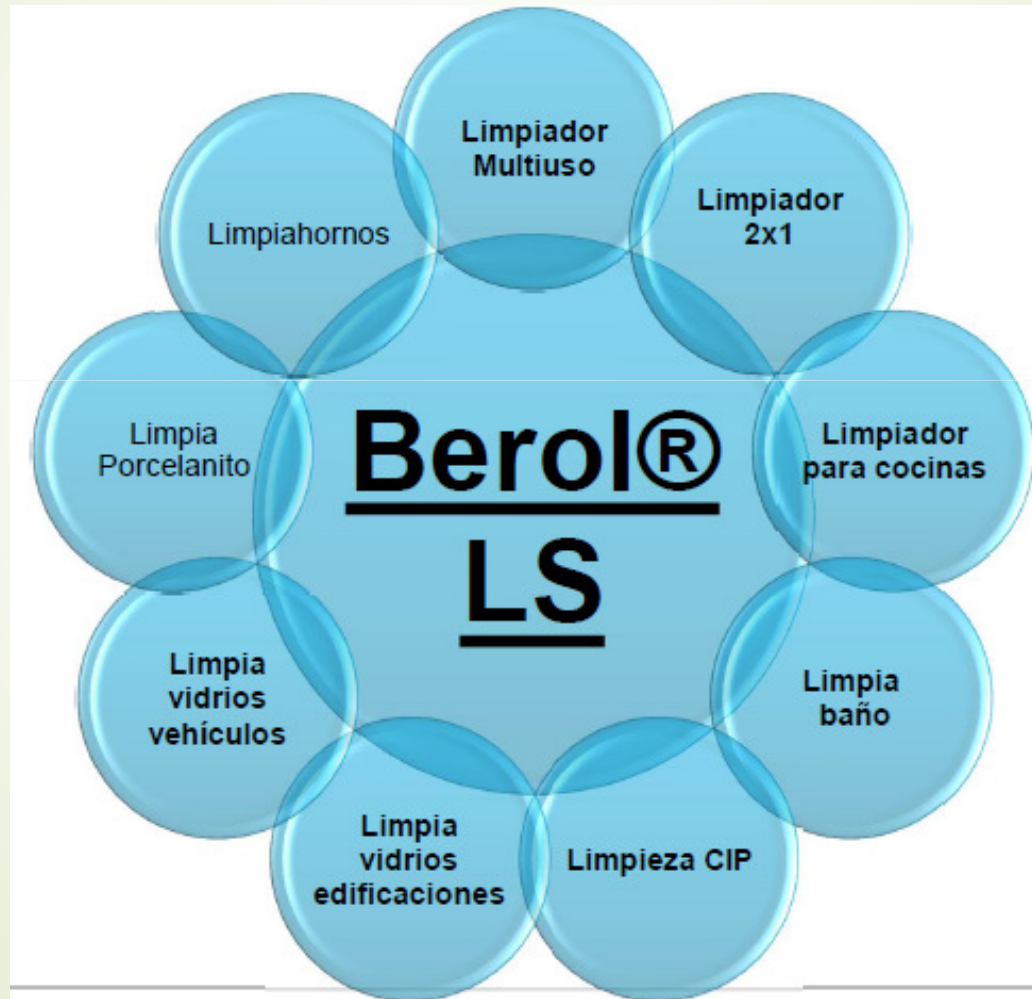 Limpiador
Multiuso
Limpiador
2x1
Limpiador
para cocinas
Limpia
baño
Limpieza CIP
Limpia
vidrios
edificaciones
Limpia
vidrios
vehículos
Limpia
Porcelanito
Limpiahornos
Berol®
LS